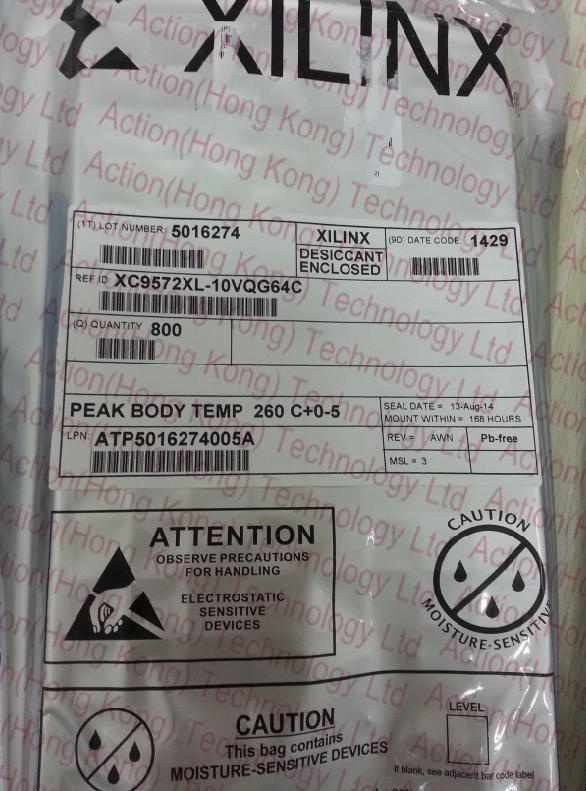 XILINX
(1T) LOT NUMBER: 5016274
XILINX
DESICCANT
ENCLOSED
(9D) DATE CODE: 1429
REF ID: XC9572XL-10VQG64C
(Q) QUANTITY 800
PEAK BODY TEMP 260 C+0-5
SEAL DATE = 13-Aug-14
MOUNT WITHIN = 168 HOURS
LPN: ATP5016274005A
REV = AWN
Pb-free
MSL = 3
ATTENTION
OBSERVE PRECAUTIONS
FOR HANDLING
ELECTROSTATIC
SENSITIVE
DEVICES
CAUTION
MOISTURE-SENSITIV
CAUTION
This bag contains
MOISTURE-SENSITIVE DEVICES
LEVEL
If blank, see adjacent bar code label
Action(Hong Kong) Technology Ltd